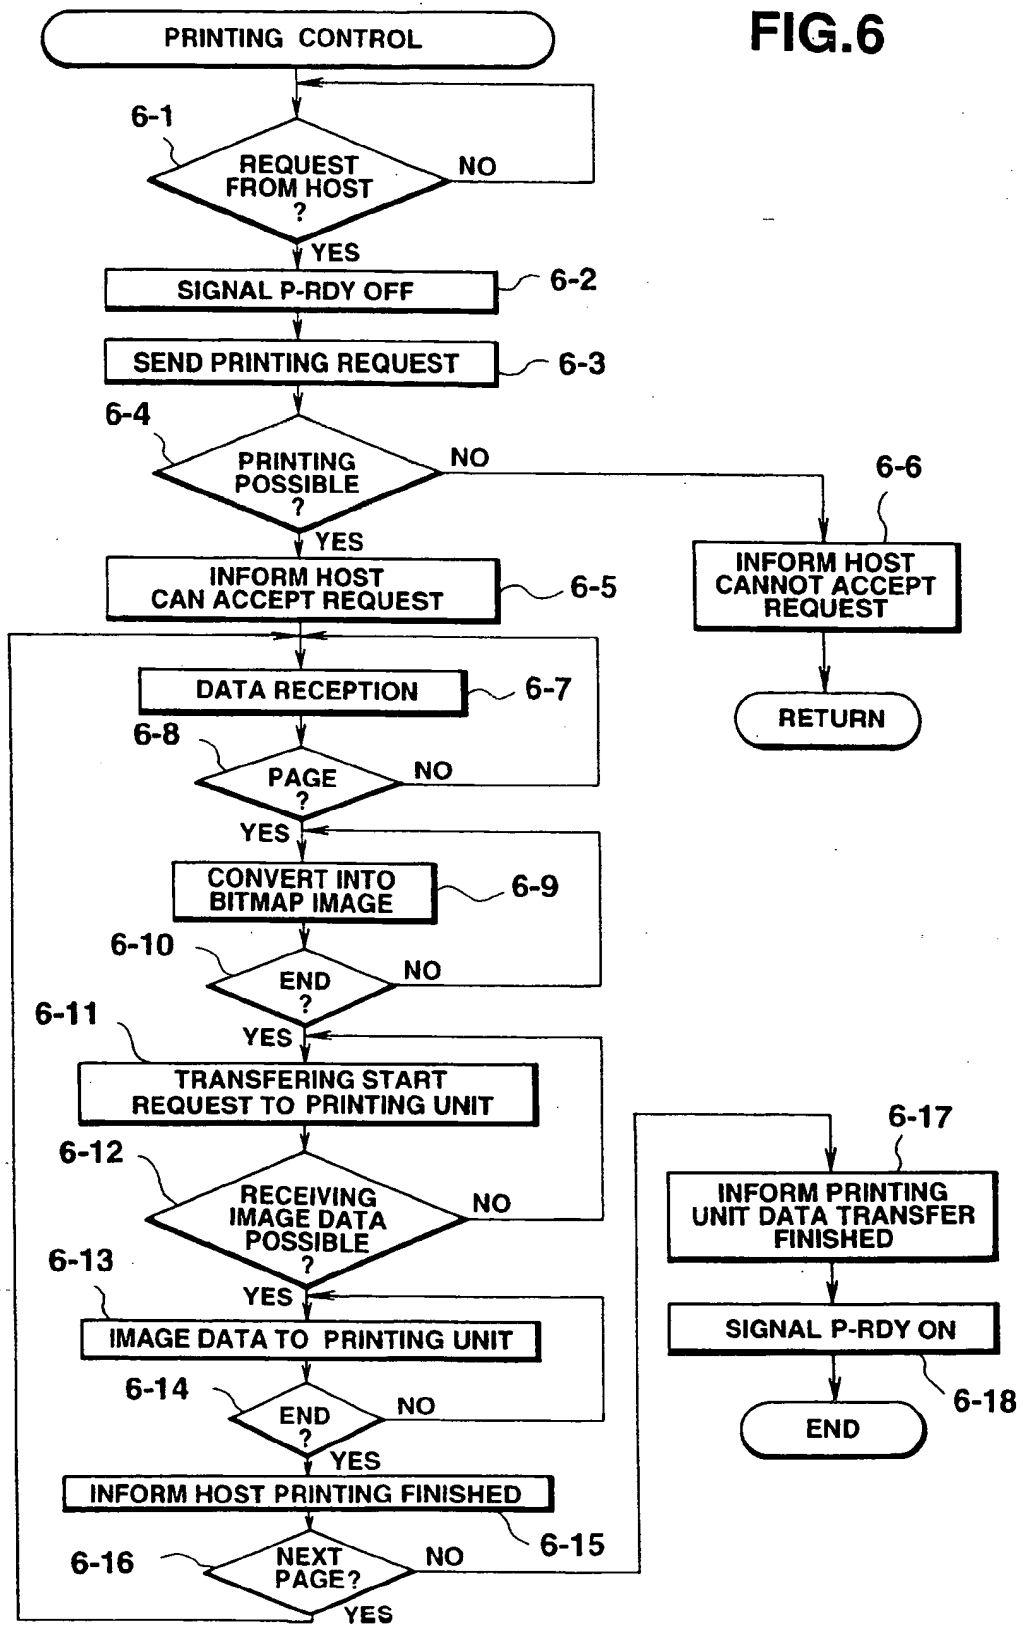 PRINTING CONTROL
FIG.6
6-1
REQUEST
FROM HOST
?
NO
YES
SIGNAL P-RDY OFF
6-2
SEND PRINTING REQUEST
6-3
6-4
PRINTING
POSSIBLE
?
NO
YES
6-6
INFORM HOST
CANNOT ACCEPT
REQUEST
RETURN
INFORM HOST
CAN ACCEPT REQUEST
6-5
DATA RECEPTION
6-7
6-8
PAGE
?
NO
YES
CONVERT INTO
BITMAP IMAGE
6-9
6-10
END
?
NO
YES
6-11
TRANSFERING START
REQUEST TO PRINTING UNIT
6-12
RECEIVING
IMAGE DATA
POSSIBLE
?
NO
YES
6-13
IMAGE DATA TO PRINTING UNIT
6-14
END
?
NO
YES
INFORM HOST PRINTING FINISHED
6-15
6-16
NEXT
PAGE?
NO
YES
6-17
INFORM PRINTING
UNIT DATA TRANSFER
FINISHED
SIGNAL P-RDY ON
6-18
END